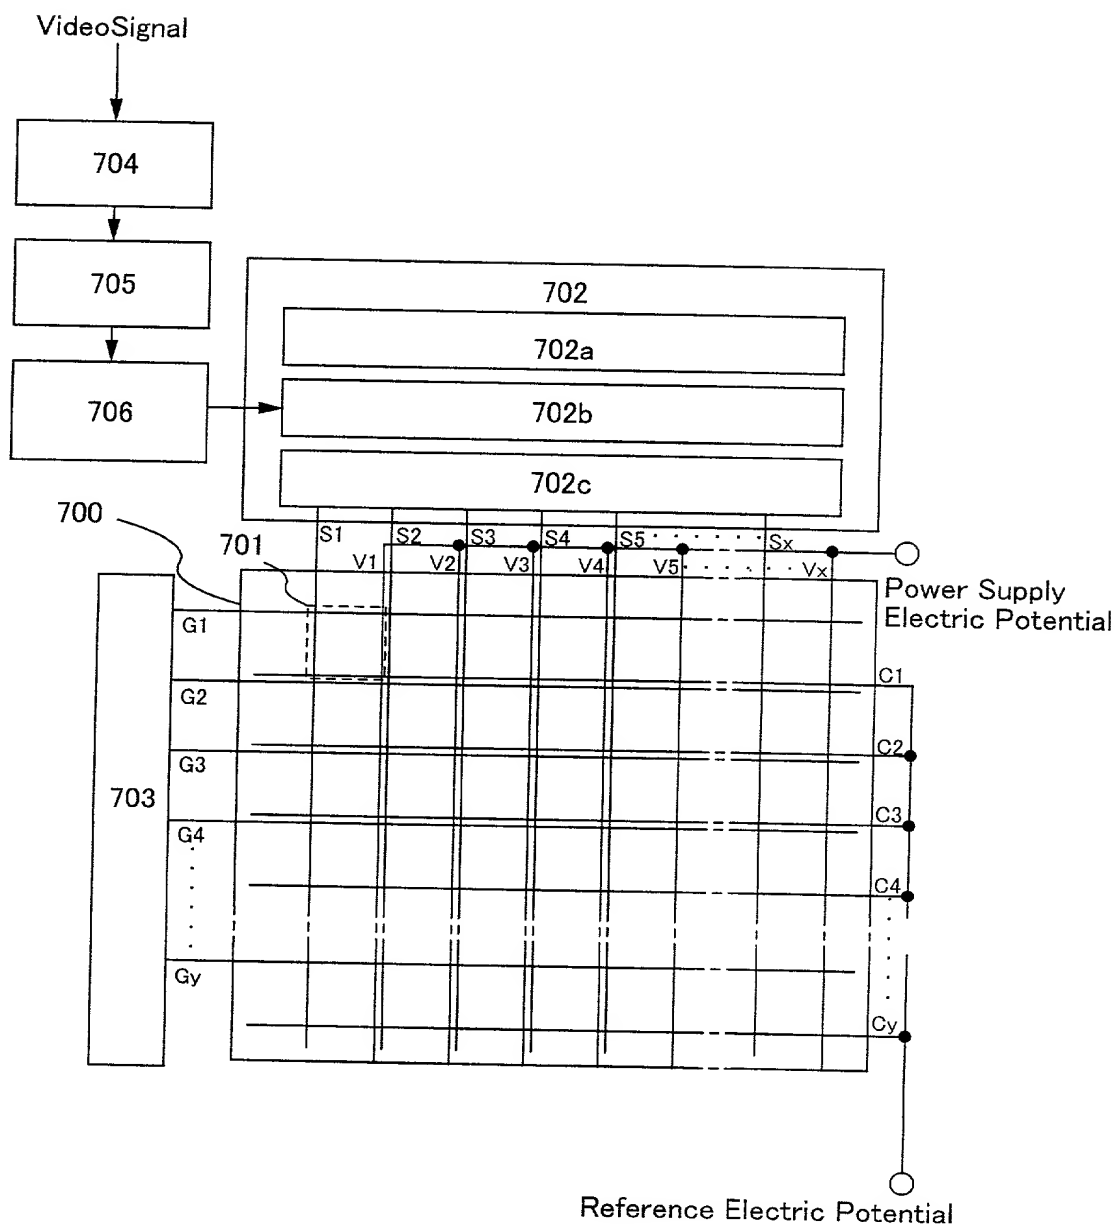 VideoSignal
704
705
706
702
702a
702b
702c
700
701
S1
S2
S3
S4
S5
Sx
V1
V2
V3
V4
V5
Vx
Power Supply
Electric Potential
703
G1
G2
G3
G4
Gy
C1
C2
C3
C4
Cy
Reference Electric Potential